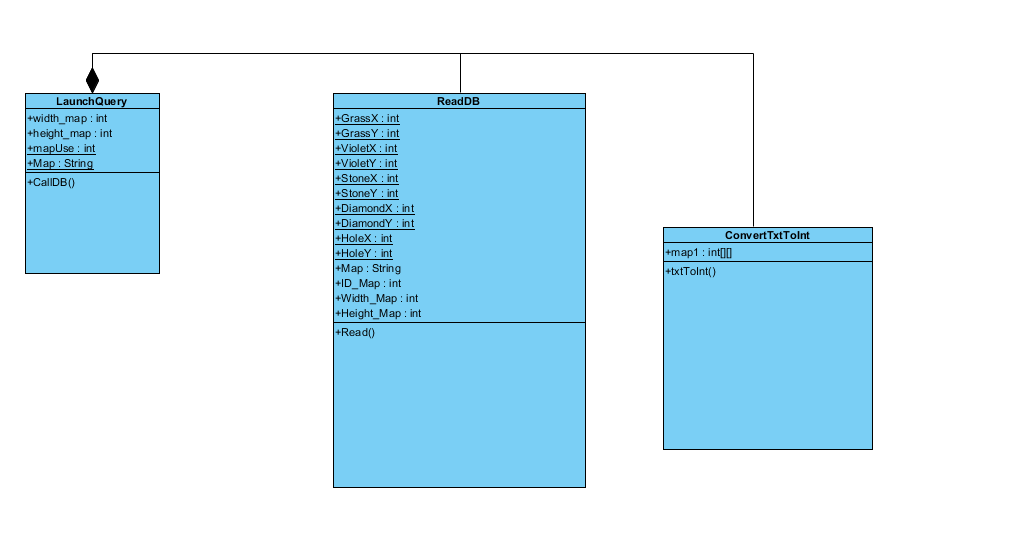 LaunchQuery
+width_map : int
+height_map : int
+mapUse : int
+Map : String
+CallDB()
ReadDB
+GrassX : int
+GrassY : int
+VioletX : int
+VioletY : int
+StoneX : int
+StoneY : int
+DiamondX : int
+DiamondY : int
+HoleX : int
+HoleY : int
+Map : String
+ID_Map : int
+Width_Map : int
+Height_Map : int
+Read()
ConvertTxtToInt
+map1 : int[][]
+txtToInt()